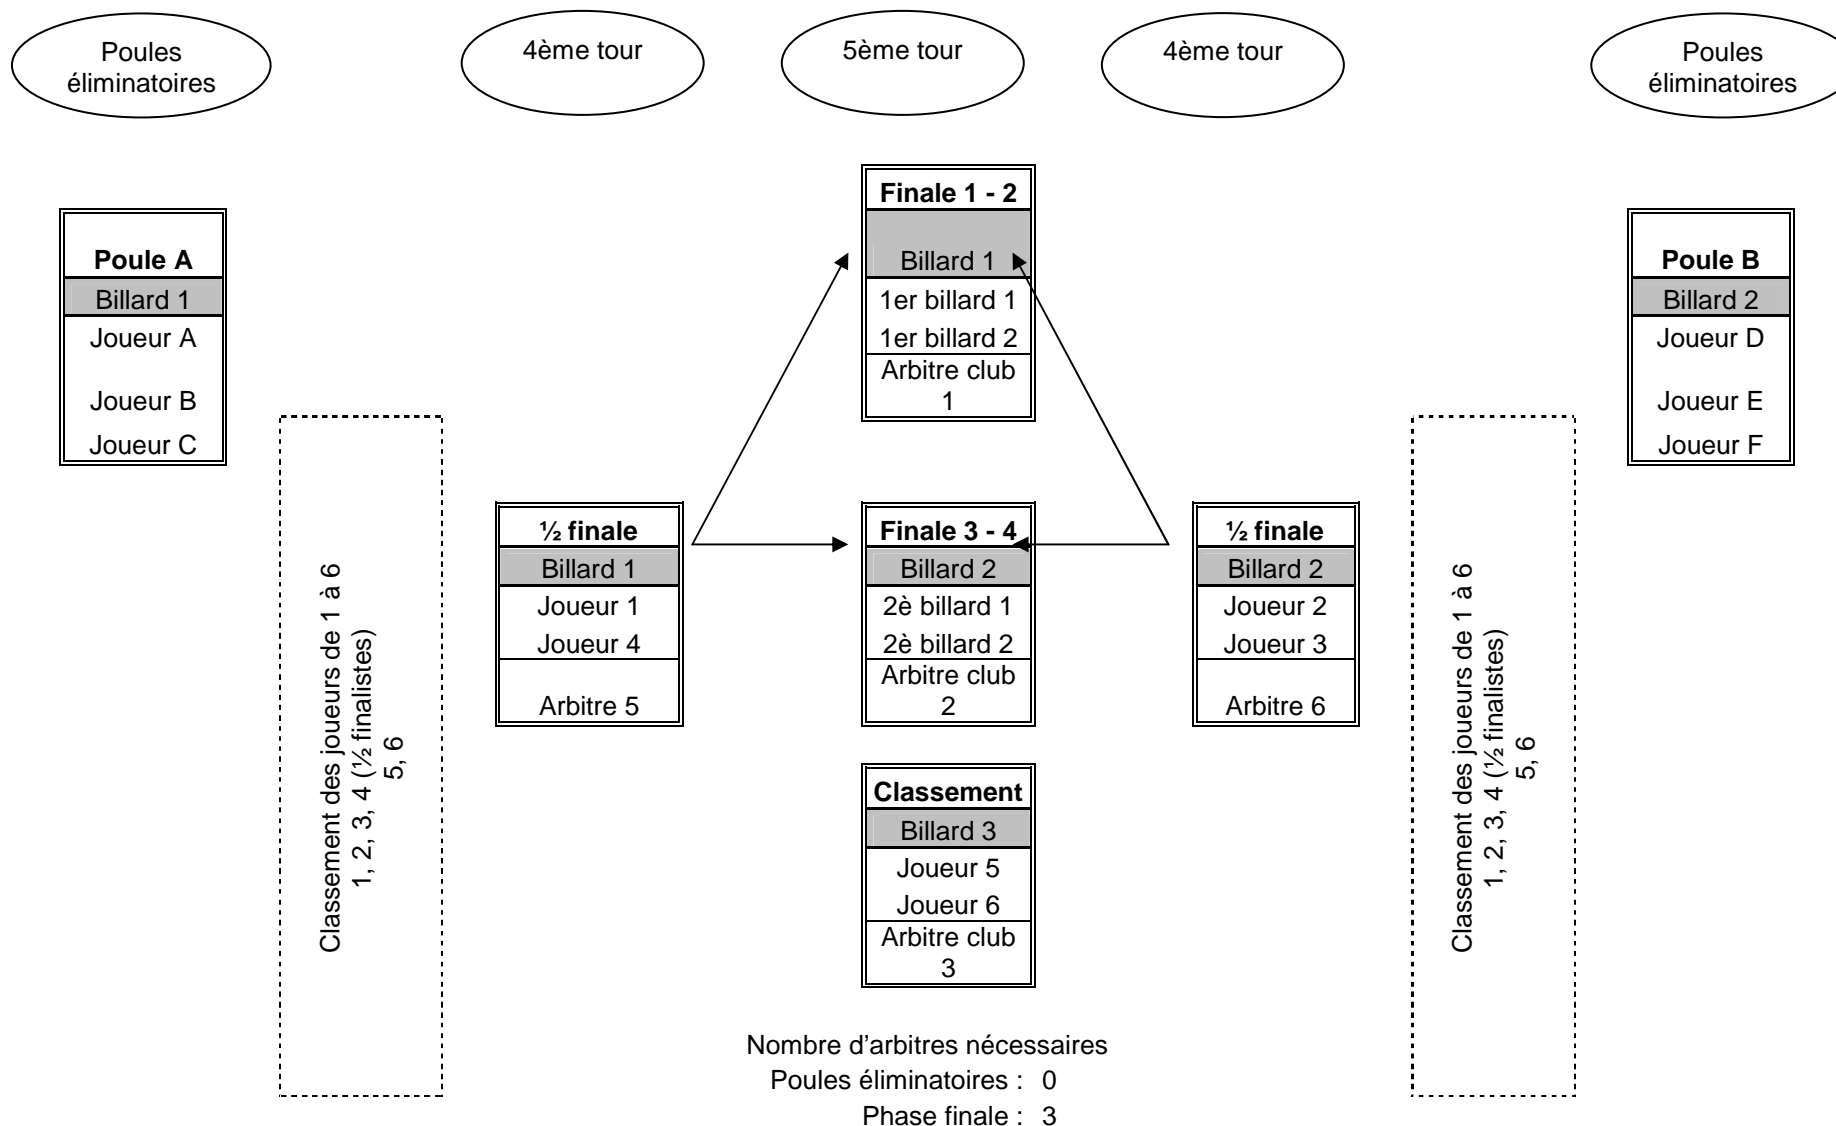 Poules
éliminatoires
4ème tour
5ème tour
4ème tour
Poules
éliminatoires
Poule A
Billard 1
Joueur A
Joueur B
Joueur C
Classement des joueurs de 1 à 6
1, 2, 3, 4 (½ finalistes)
5, 6
½ finale
Billard 1
Joueur 1
Joueur 4
Arbitre 5
Finale 1 - 2
Billard 1
1er billard 1
1er billard 2
Arbitre club
1
Finale 3 - 4
Billard 2
2è billard 1
2è billard 2
Arbitre club
2
Classement
Billard 3
Joueur 5
Joueur 6
Arbitre club
3
½ finale
Billard 2
Joueur 2
Joueur 3
Arbitre 6
Classement des joueurs de 1 à 6
1, 2, 3, 4 (½ finalistes)
5, 6
Poule B
Billard 2
Joueur D
Joueur E
Joueur F
Nombre d'arbitres nécessaires
Poules éliminatoires : 0
Phase finale : 3